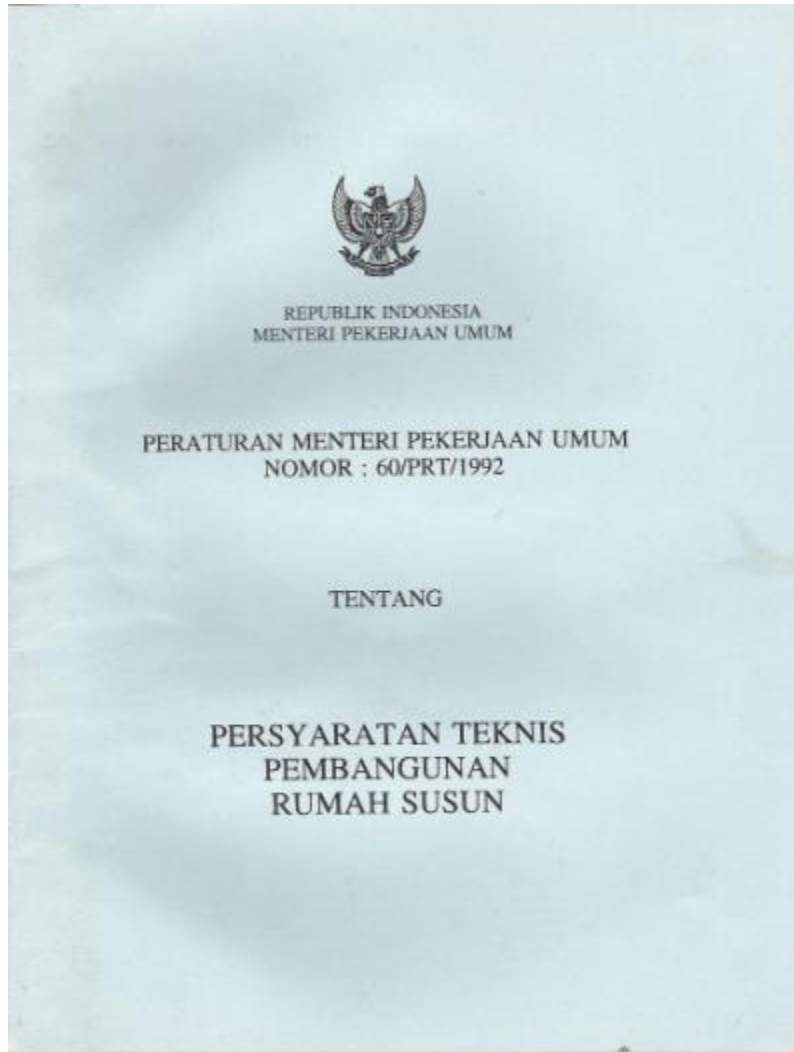 REPUBLIK INDONESIA
MENTERI PEKERJAAN UMUM
PERATURAN MENTERI PEKERJAAN UMUM
NOMOR : 60/PRT/1992
TENTANG
PERSYARATAN TEKNIS
PEMBANGUNAN
RUMAH SUSUN